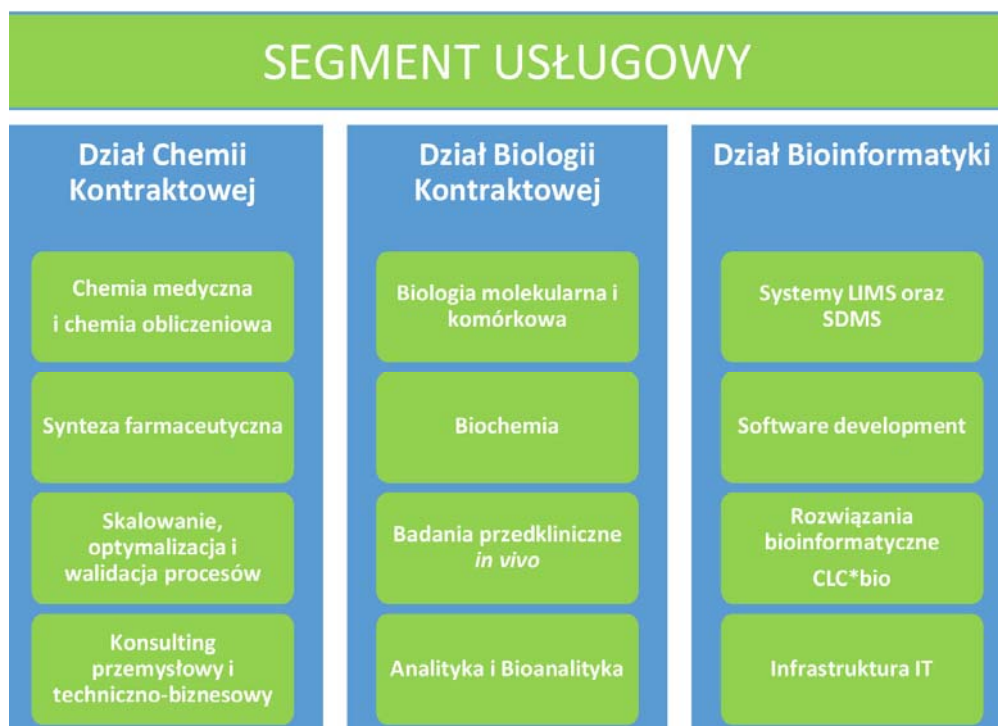 SEGMENT USŁUGOWY
Dział Chemii
Kontraktowej
Chemia medyczna
i chemia obliczeniowa
Synteza farmaceutyczna
Skalowanie,
optymalizacja i
walidacja procesów
Konsulting
przemysłowy i
techniczno-biznesowy
Dział Biologii
Kontraktowej
Biologia molekularna i
komórkowa
Biochemia
Badania przedkliniczne
in vivo
Analityka i Bioanalityka
Dział Bioinformatyki
Systemy LIMS oraz
SDMS
Software development
Rozwiązania
bioinformatyczne
CLC*bio
Infrastruktura IT